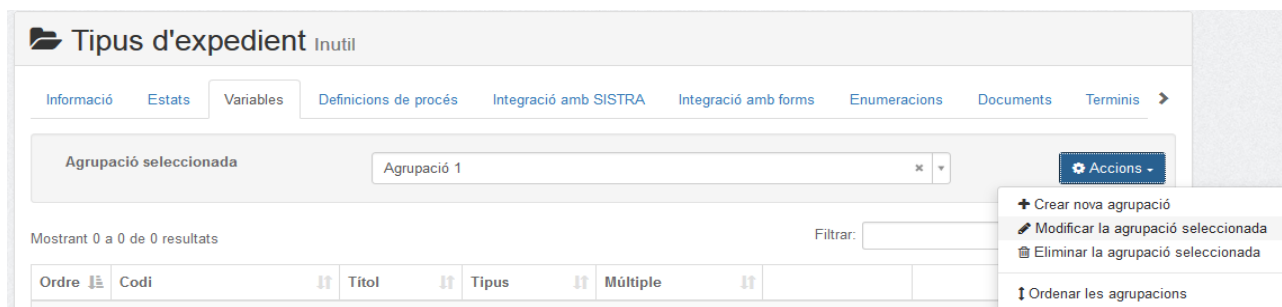 Tipus d'expedient Inutil
Informació Estats Variables Definicions de procés Integració amb SISTRA Integració amb forms Enumeracions Documents Terminis
Agrupació seleccionada Agrupació 1 Accions
Crear nova agrupació
Modificar la agrupació seleccionada
Eliminar la agrupació seleccionada
Ordenar les agrupacions
Mostrant 0 a 0 de 0 resultats Filtrar:
Ordre Codi Títol Tipus Múltiple